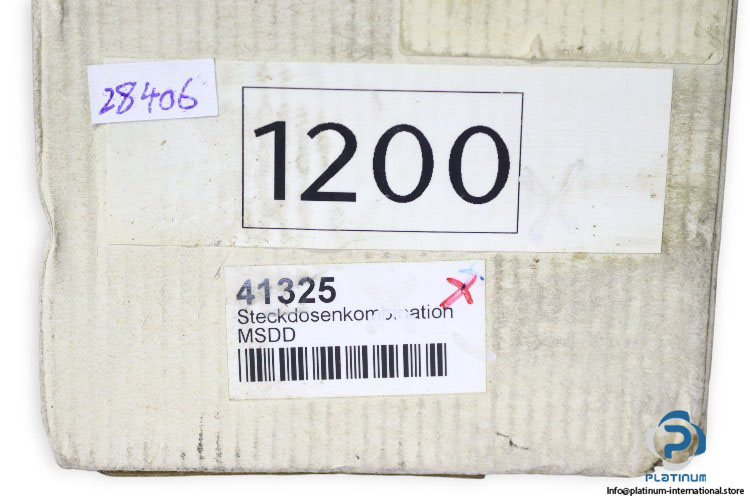 28406
1200
41325
Steckdosenkombination
MSDD
PLATINUM
Info@platinum-international.store